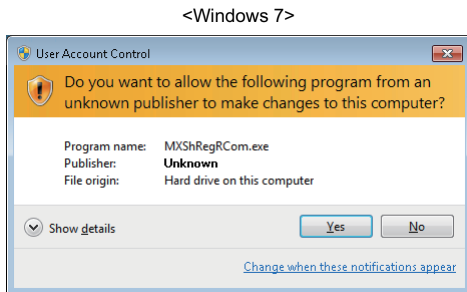 <Windows 7>
User Account Control
Do you want to allow the following program from an
unknown publisher to make changes to this computer?
Program name: MXShRegRCom.exe
Publisher: Unknown
File origin: Hard drive on this computer
Show details Yes No
Change when these notifications appear